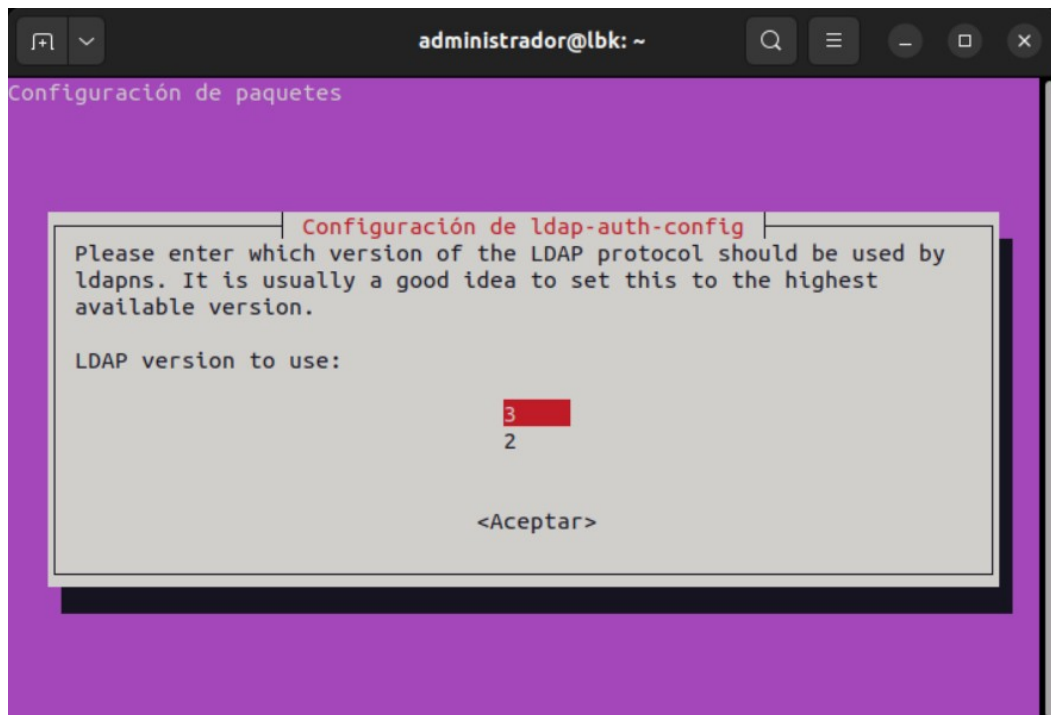 administrador@lbk: ~
Configuración de paquetes
Configuración de ldap-auth-config
Please enter which version of the LDAP protocol should be used by
ldapns. It is usually a good idea to set this to the highest
available version.
LDAP version to use:
3
2
<Aceptar>